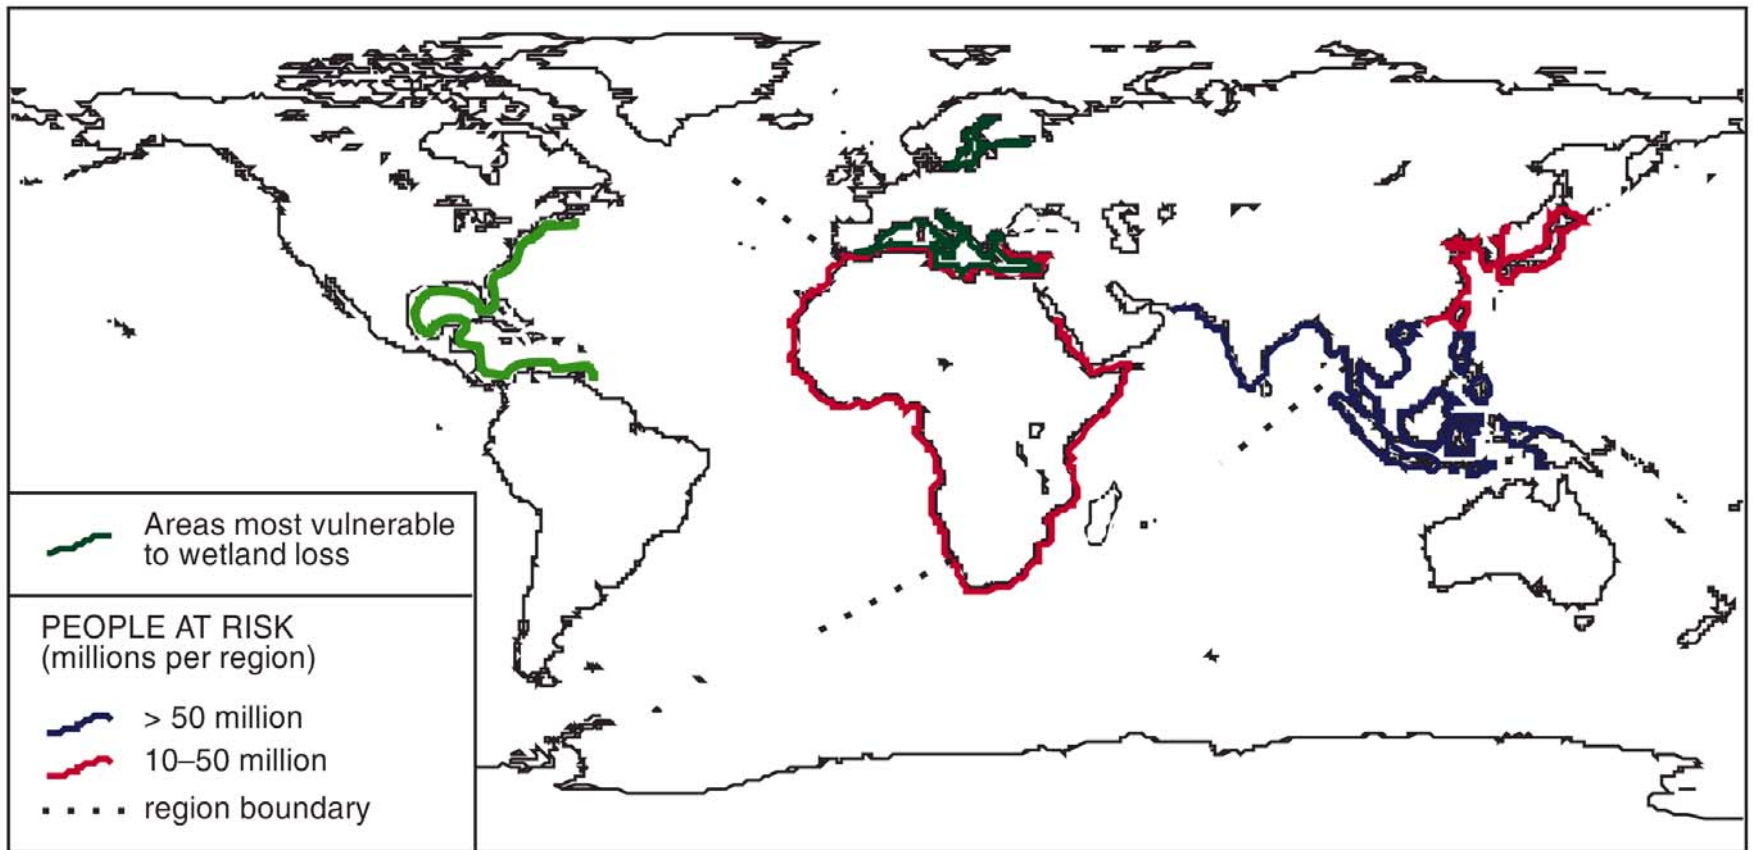 Areas most vulnerable
to wetland loss
PEOPLE AT RISK
(millions per region)
> 50 million
10–50 million
region boundary